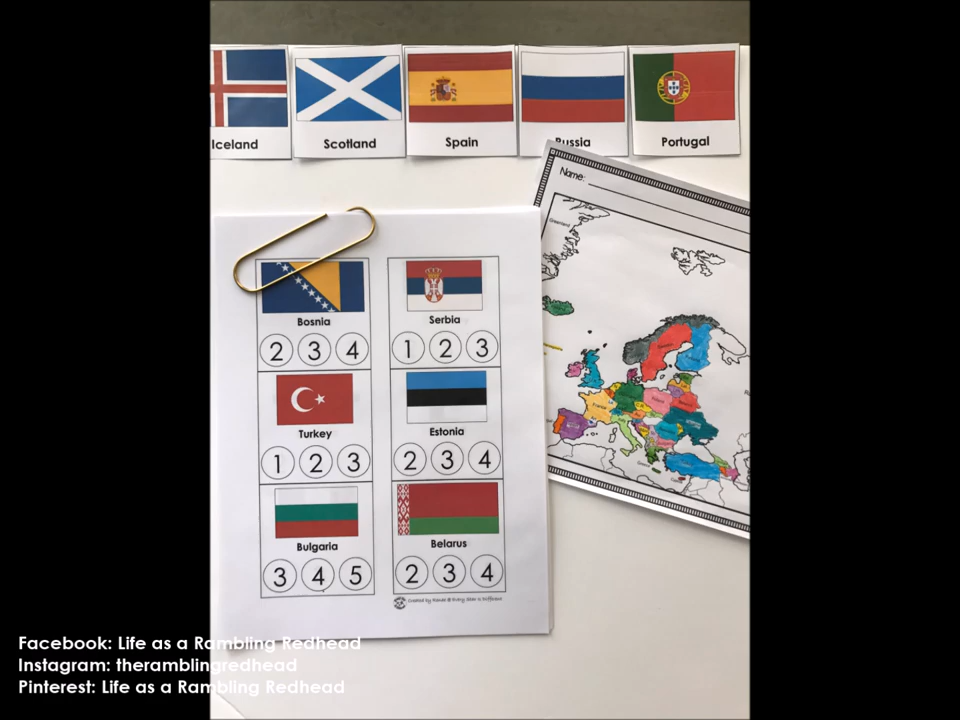 Iceland
Scotland
Spain
Russia
Portugal
Name:
Greenland
Bosnia
Serbia
2 3 4
1 2 3
Turkey
Estonia
1 2 3
2 3 4
Bulgaria
Belarus
3 4 5
2 3 4
France
Facebook: Life as a Rambling Redhead
Instagram: theramblingredhead
Pinterest: Life as a Rambling Redhead